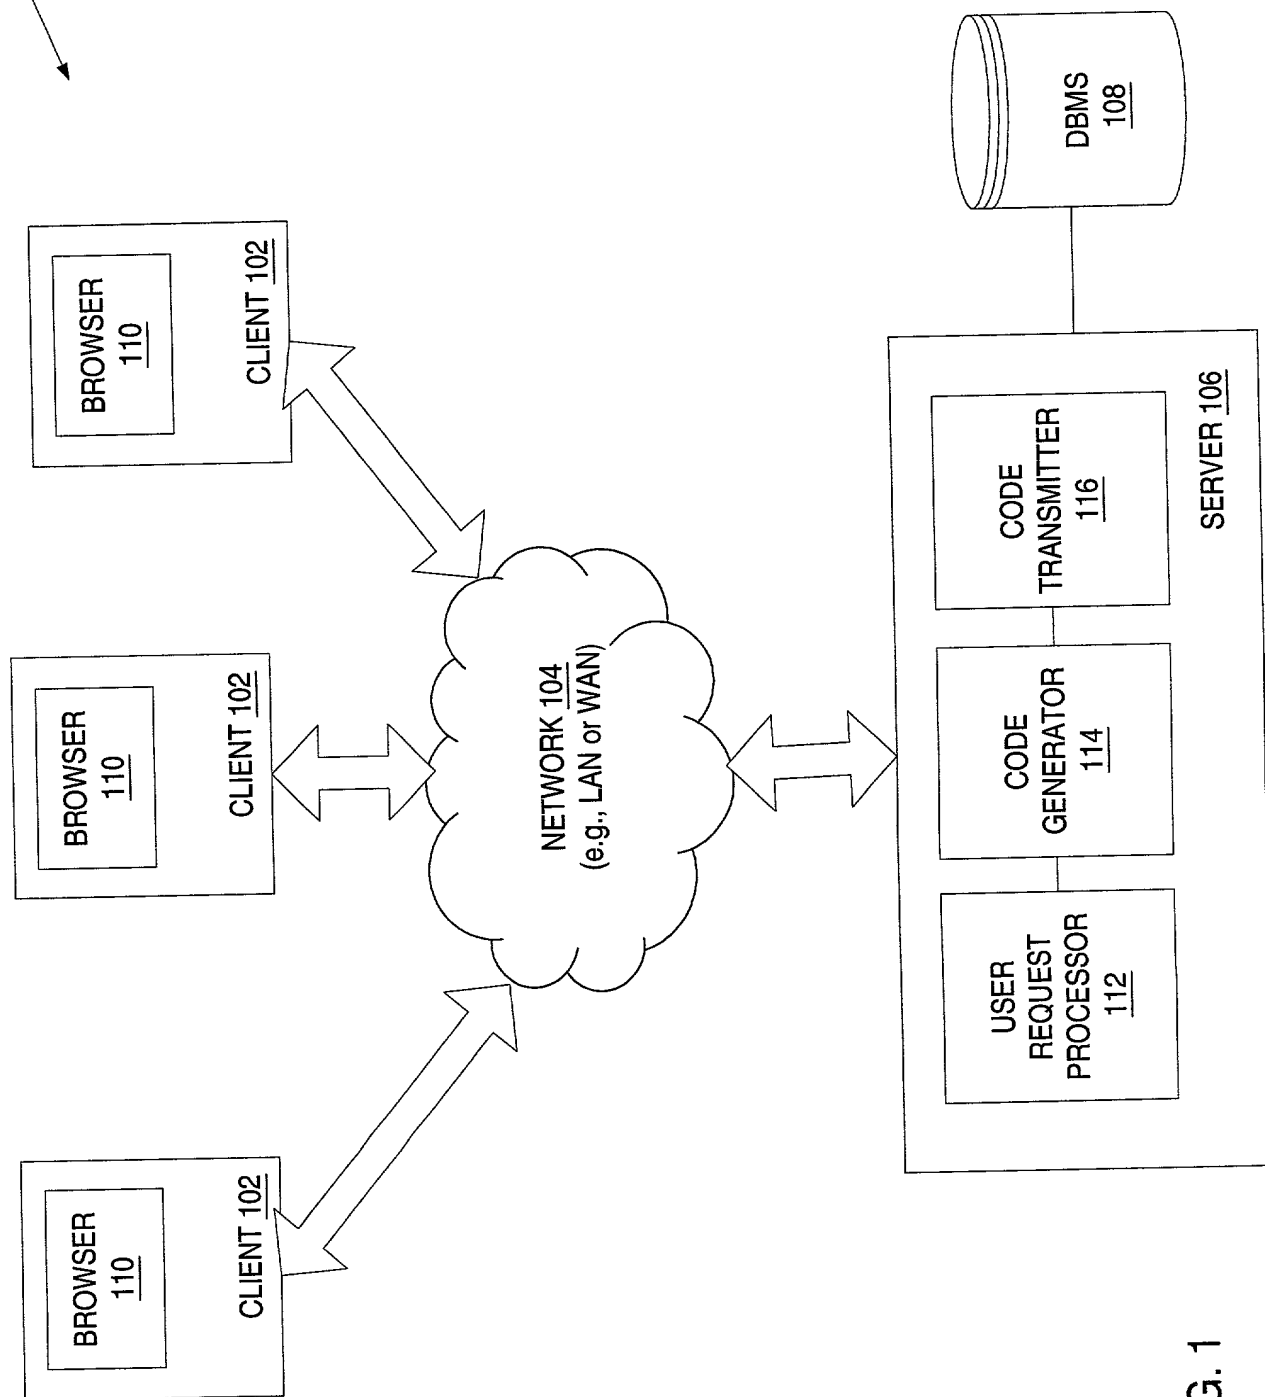 BROWSER
110
CLIENT 102
BROWSER
110
CLIENT 102
BROWSER
110
CLIENT 102
NETWORK 104
(e.g., LAN or WAN)
USER
REQUEST
PROCESSOR
112
CODE
GENERATOR
114
CODE
TRANSMITTER
116
SERVER 106
DBMS
108
G. 1